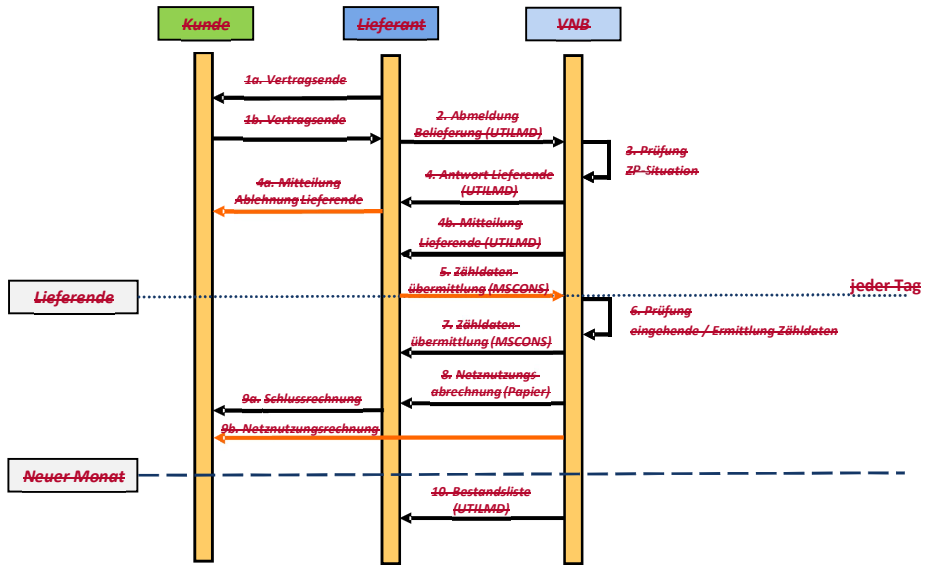 Kunde
Lieferant
VNB
1a. Vertragsende
1b. Vertragsende
2. Abmeldung
Belieferung (UTILMD)
3. Prüfung
ZP-Situation
4. Antwort Lieferende
(UTILMD)
4a. Mitteilung
Ablehnung Lieferende
4b. Mitteilung
Lieferende (UTILMD)
5. Zähldaten-
übermittlung (MSCONS)
Lieferende
jeder Tag
6. Prüfung
eingehende / Ermittlung Zähldaten
7. Zähldaten-
übermittlung (MSCONS)
8. Netznutzungs-
abrechnung (Papier)
9a. Schlussrechnung
9b. Netznutzungsrechnung
Neuer Monat
10. Bestandsliste
(UTILMD)